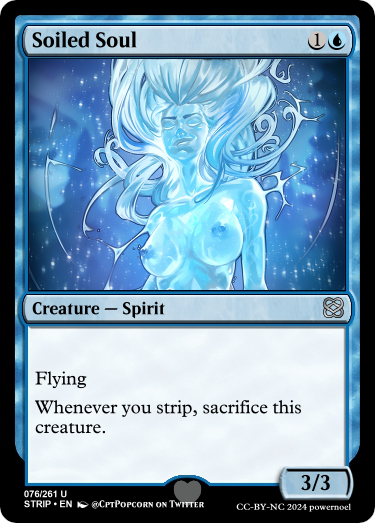 Soiled Soul 1
Creature — Spirit
Flying
Whenever you strip, sacrifice this
creature.
3/3
076/261 U
STRIP • EN @CptPopcorn on Twitter CC-BY-NC 2024 powernoel